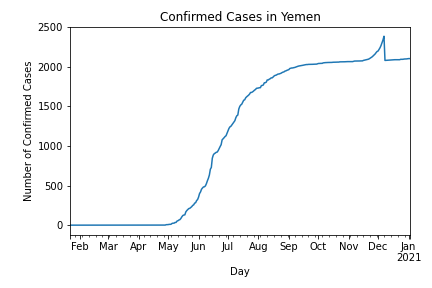 Confirmed Cases in Yemen
Number of Confirmed Cases
2500
2000
1500
1000
500
0
Feb Mar Apr May Jun Jul Aug Sep Oct Nov Dec Jan
2021
Day